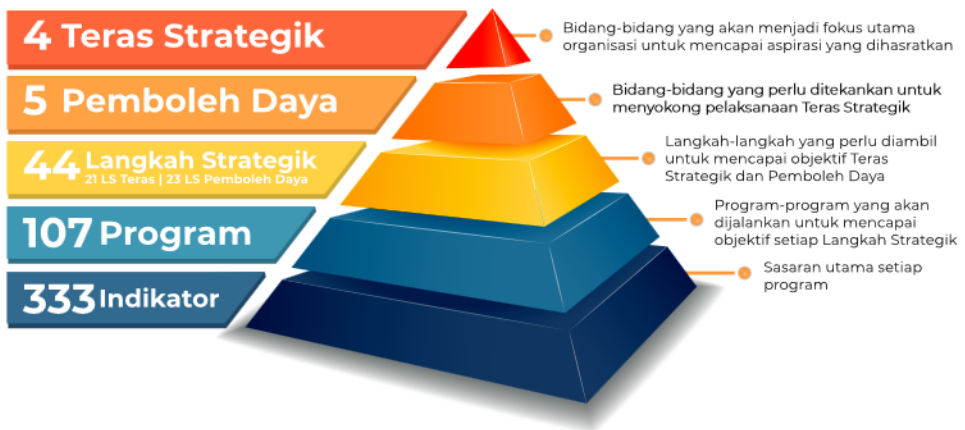 4 Teras Strategik
Bidang-bidang yang akan menjadi fokus utama
organisasi untuk mencapai aspirasi yang dihasratkan
5 Pemboleh Daya
Bidang-bidang yang perlu ditekankan untuk
menyokong pelaksanaan Teras Strategik
44 Langkah Strategik
21 LS Teras | 23 LS Pemboleh Daya
Langkah-langkah yang perlu diambil
untuk mencapai objektif Teras
Strategik dan Pemboleh Daya
107 Program
Program-program yang akan
dijalankan untuk mencapai
objektif setiap Langkah Strategik
333 Indikator
Sasaran utama setiap
program